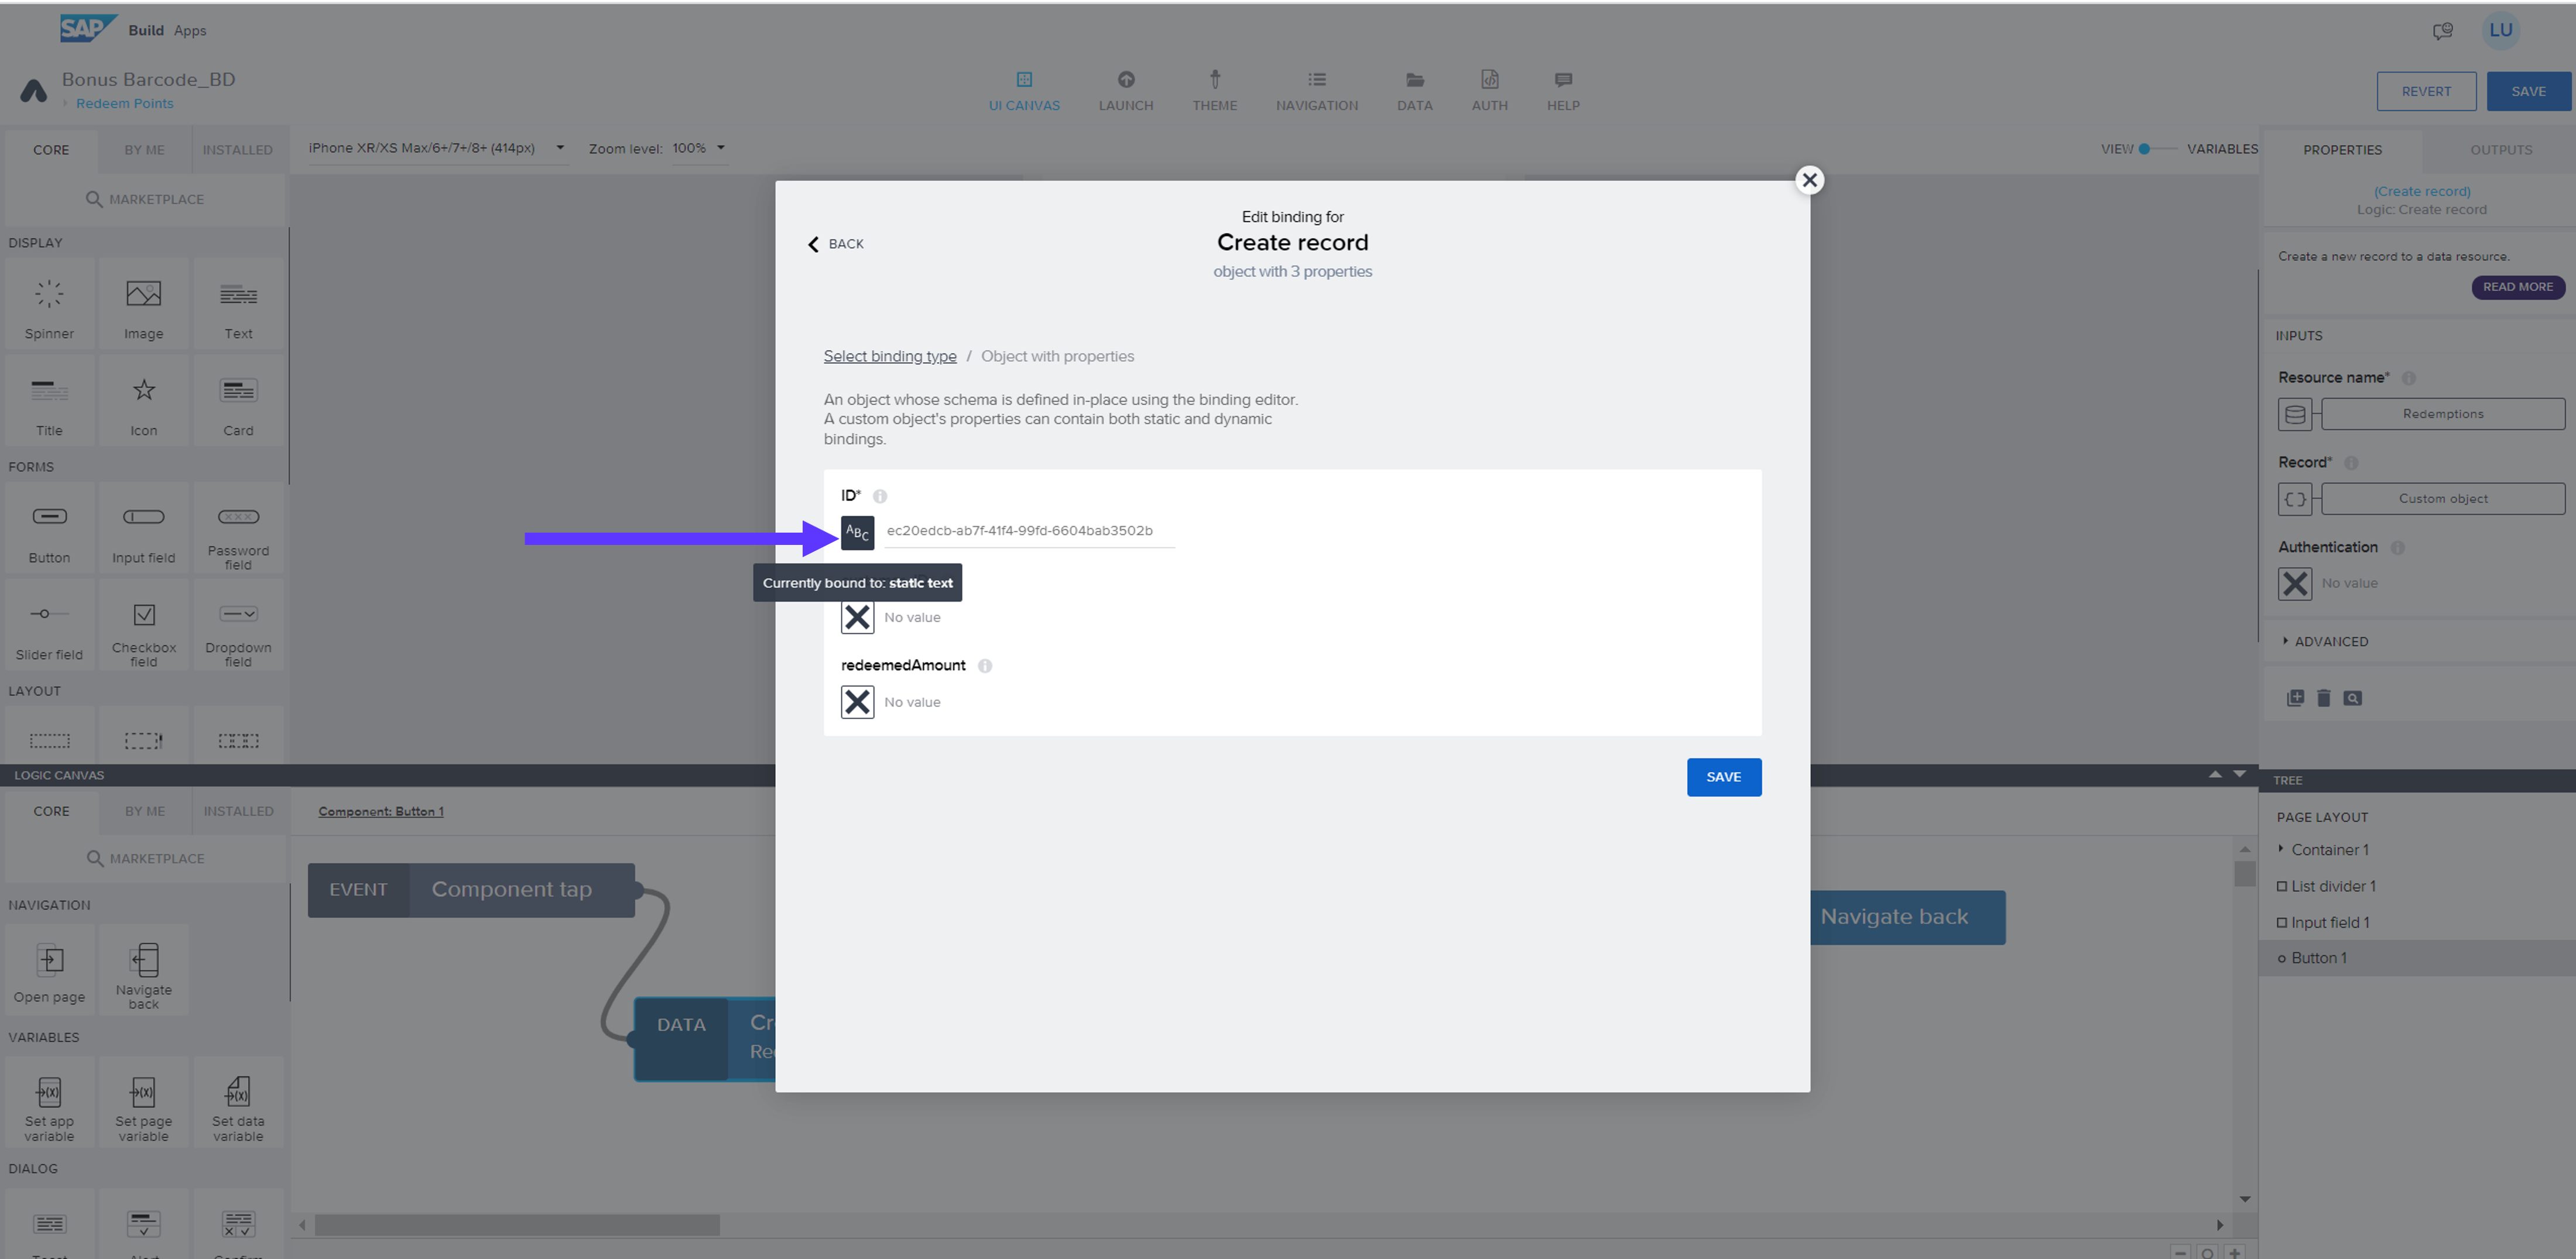 SAP Build Apps
LU
Bonus Barcode_BD
Redeem Points
UI CANVAS
LAUNCH
THEME
NAVIGATION
DATA
AUTH
HELP
REVERT
SAVE
CORE
BY ME
INSTALLED
iPhone XR/XS Max/6+/7+/8+ (414px)
Zoom level: 100%
VIEW
VARIABLES
PROPERTIES
OUTPUTS
MARKETPLACE
DISPLAY
Spinner
Image
Text
Title
Icon
Card
FORMS
Button
Input field
Password
field
Slider field
Checkbox
field
Dropdown
field
LAYOUT
Edit binding for
BACK
Create record
object with 3 properties
Select binding type / Object with properties
An object whose schema is defined in-place using the binding editor.
A custom object's properties can contain both static and dynamic
bindings.
ID*
ABC
ec20edcb-ab7f-41f4-99fd-6604bab3502b
Currently bound to: static text
No value
redeemedAmount
No value
SAVE
(Create record)
Logic: Create record
Create a new record to a data resource.
READ MORE
INPUTS
Resource name*
Redemptions
Record*
Custom object
Authentication
No value
ADVANCED
LOGIC CANVAS
CORE
BY ME
INSTALLED
Component: Button 1
MARKETPLACE
NAVIGATION
Open page
Navigate
back
VARIABLES
Set app
variable
Set page
variable
Set data
variable
DIALOG
EVENT
Component tap
DATA
Navigate back
TREE
PAGE LAYOUT
Container 1
List divider 1
Input field 1
Button 1